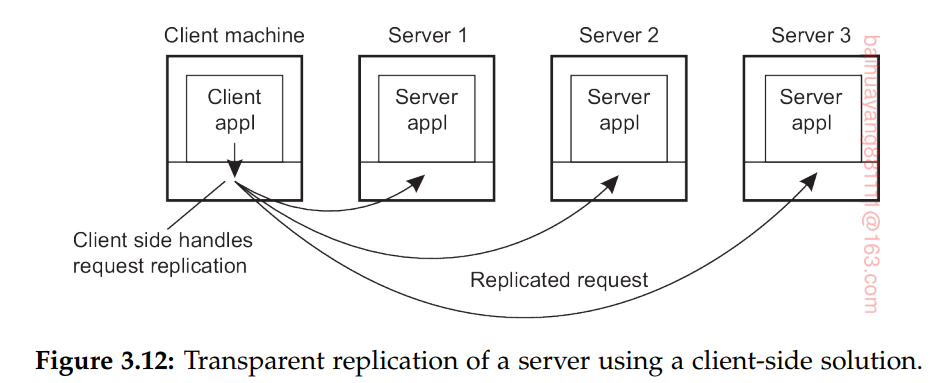 Client machine
Server 1
Server 2
Server 3
Client
appl
Server
appl
Server
appl
Server
appl
Client side handles
request replication
Replicated request
Figure 3.12: Transparent replication of a server using a client-side solution.